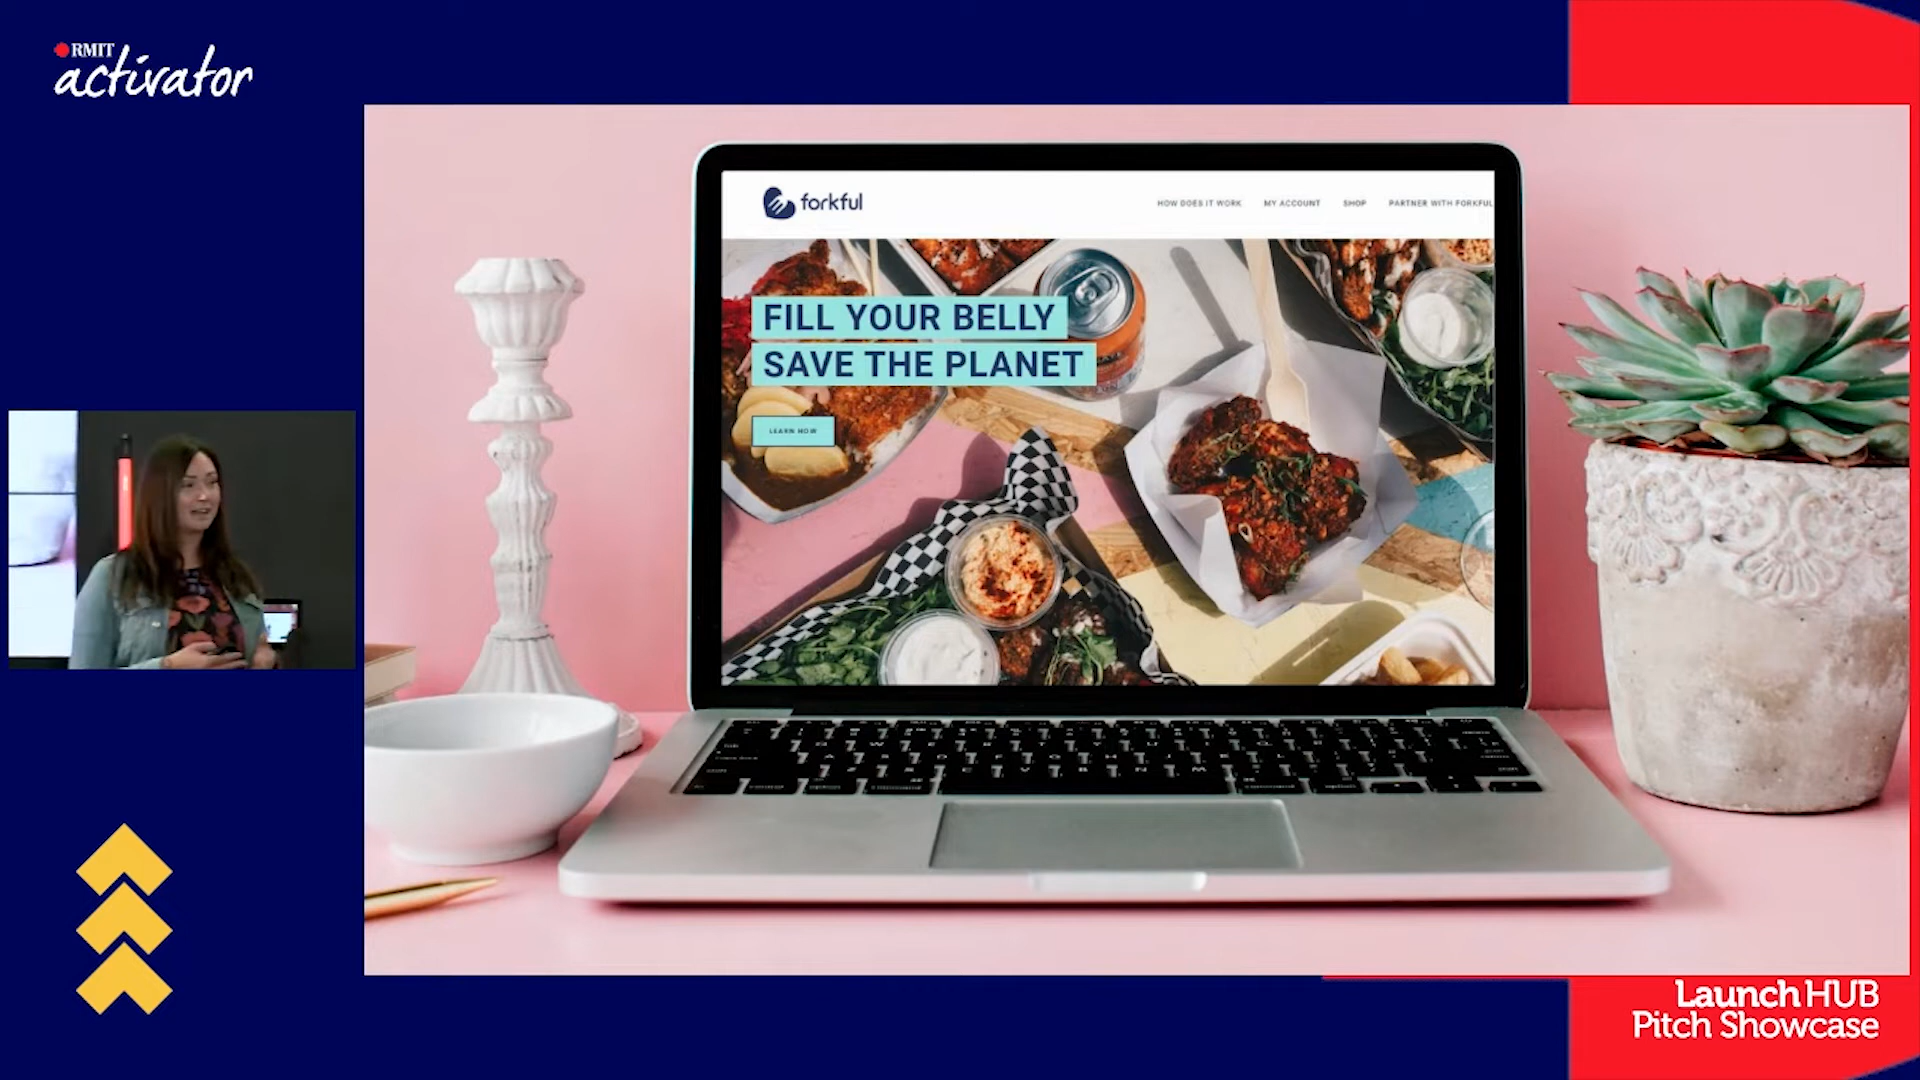 RMIT
activator
forkful
HOW DOES IT WORK MY ACCOUNT SHOP PARTNER WITH FORKFUL
FILL YOUR BELLY
SAVE THE PLANET
LEARN HOW
Launch HUB
Pitch Showcase